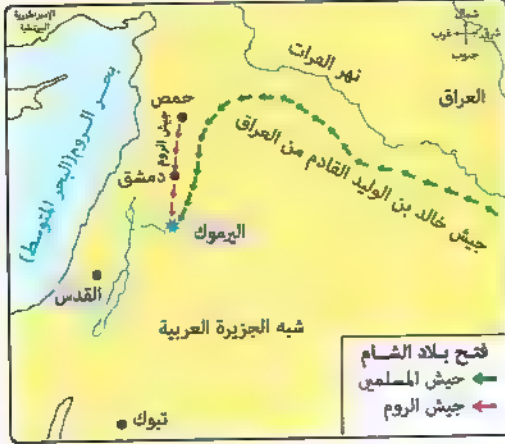 الإمبراطورية
البيزنطية
شمال
شرق
غرب
جنوب
العراق
نهر الفرات
بحر الروم (البحر المتوسط)
حمص
جيش الروم
دمشق
جيش خالد بن الوليد القادم من العراق
اليرموك
القدس
شبه الجزيرة العربية
تبوك
فتح بلاد الشام
جيش المسلمين
جيش الروم